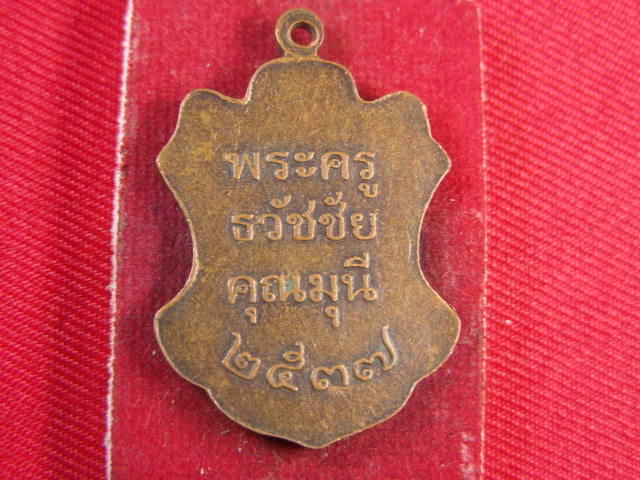 พระครู
ธวัชชัย
คุณมุนี
๒๕๓๗